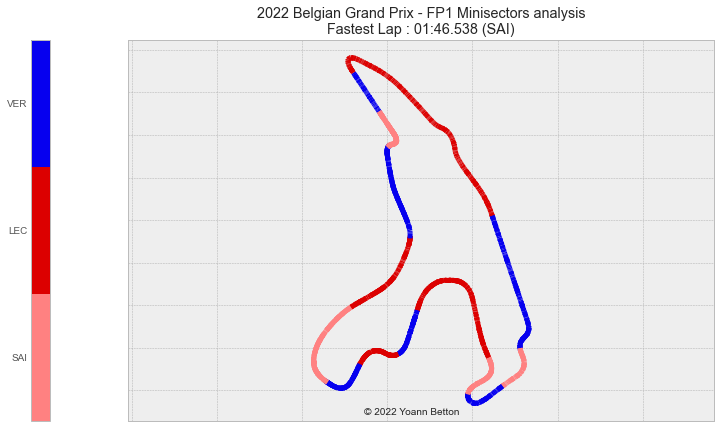 2022 Belgian Grand Prix - FP1 Minisectors analysis
Fastest Lap : 01:46.538 (SAI)
VER
LEC
SAI
© 2022 Yoann Betton